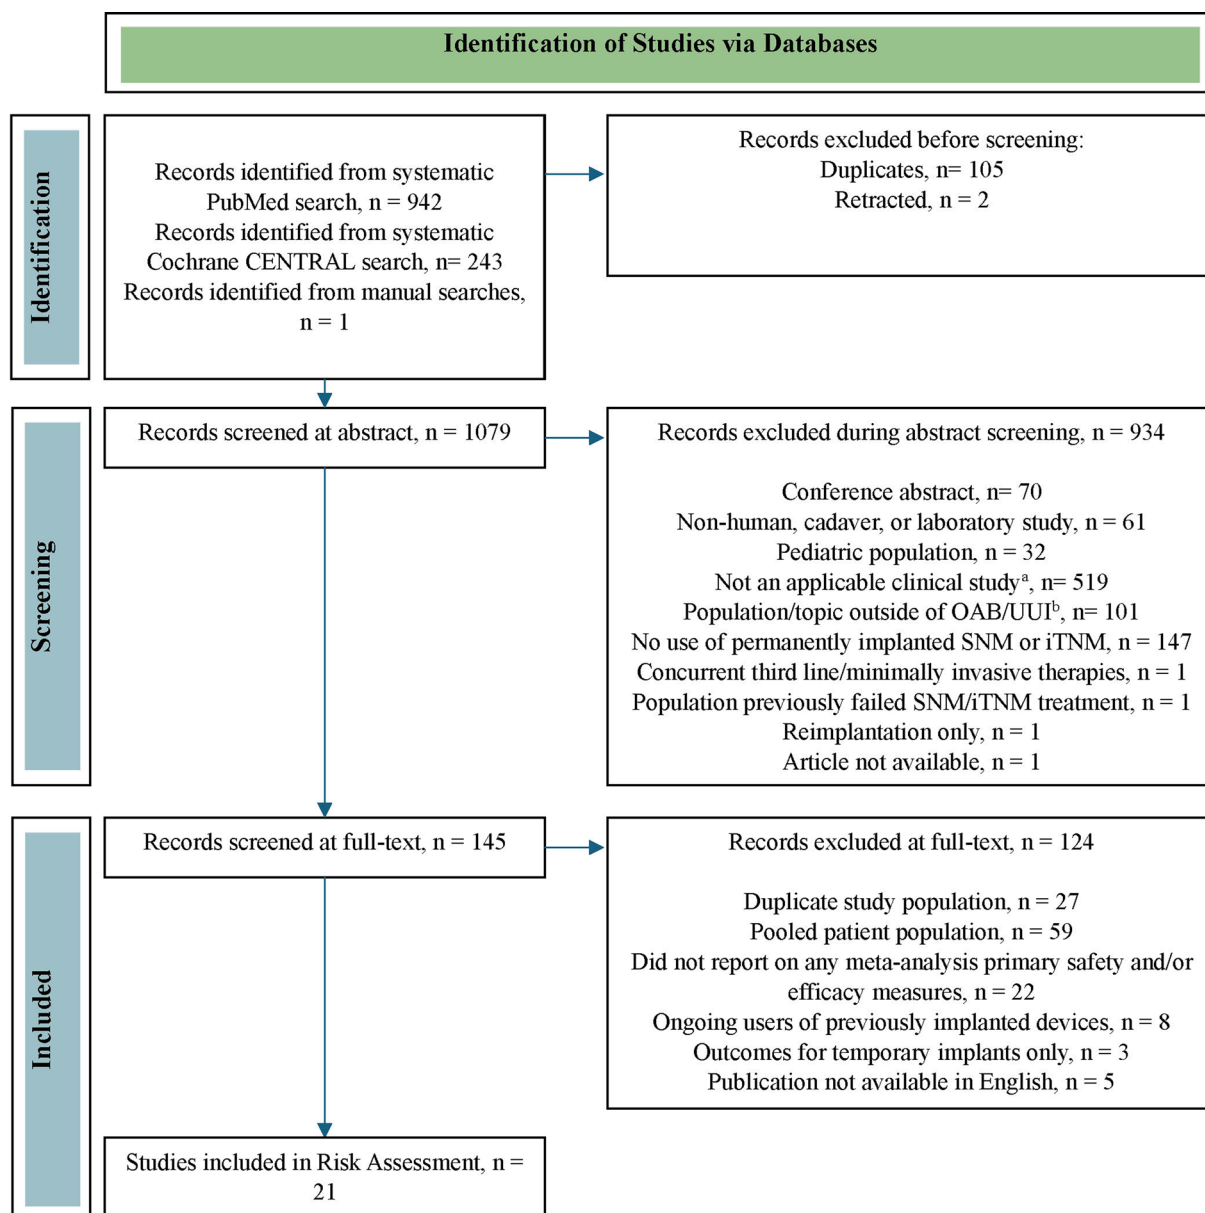 Identification of Studies via Databases
Identification
Records identified from systematic
PubMed search, n = 942
Records identified from systematic
Cochrane CENTRAL search, n= 243
Records identified from manual searches,
n = 1
Records excluded before screening:
Duplicates, n= 105
Retracted, n = 2
Screening
Records screened at abstract, n = 1079
Records excluded during abstract screening, n = 934
Conference abstract, n= 70
Non-human, cadaver, or laboratory study, n = 61
Pediatric population, n = 32
Not an applicable clinical studyᵃ, n= 519
Population/topic outside of OAB/UUIᵇ, n= 101
No use of permanently implanted SNM or iTNM, n = 147
Concurrent third line/minimally invasive therapies, n = 1
Population previously failed SNM/iTNM treatment, n = 1
Reimplantation only, n = 1
Article not available, n = 1
Included
Records screened at full-text, n = 145
Records excluded at full-text, n = 124
Duplicate study population, n = 27
Pooled patient population, n = 59
Did not report on any meta-analysis primary safety and/or
efficacy measures, n = 22
Ongoing users of previously implanted devices, n = 8
Outcomes for temporary implants only, n = 3
Publication not available in English, n = 5
Studies included in Risk Assessment, n =
21